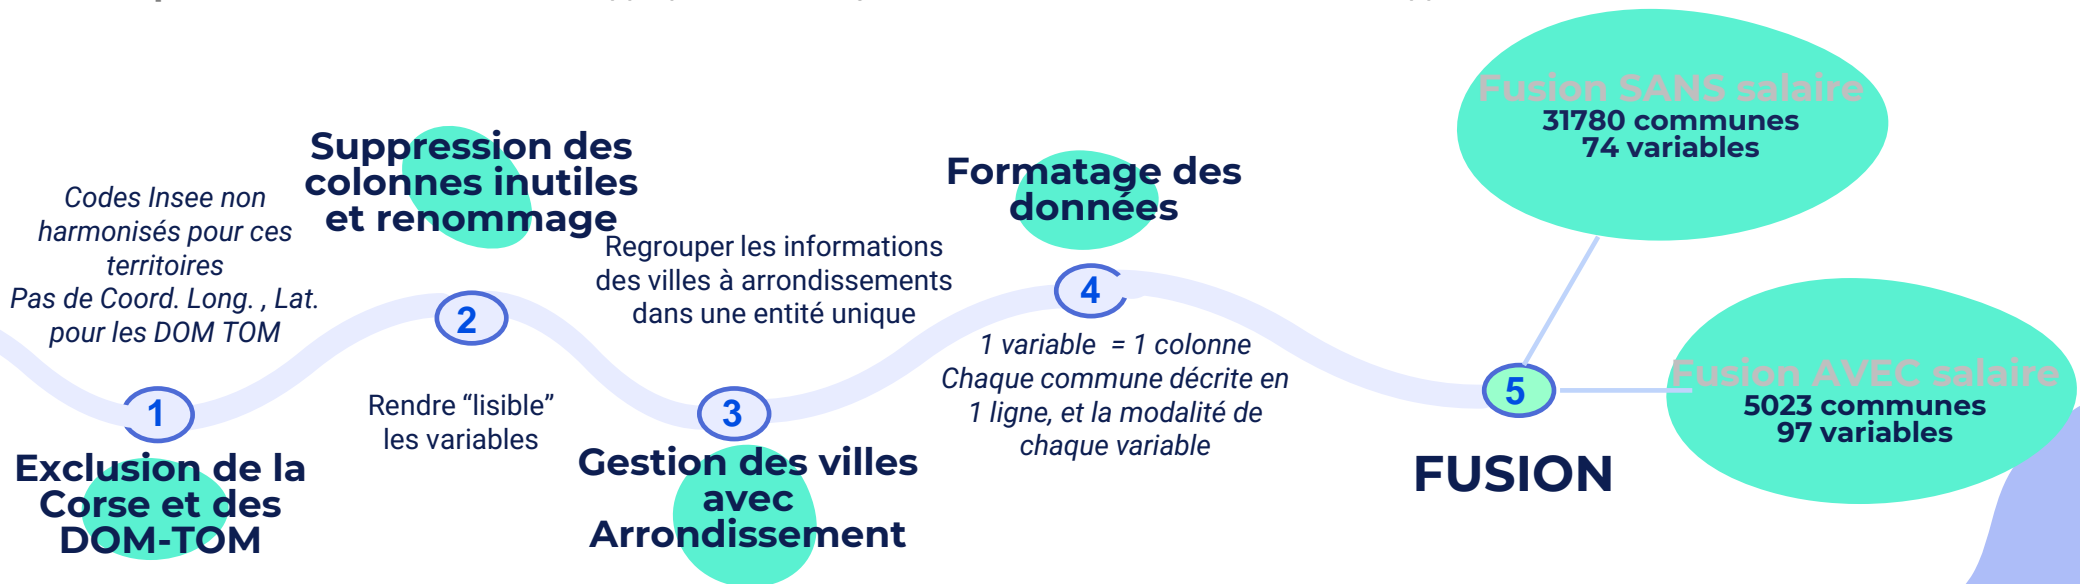 Codes Insee non
harmonisés pour ces
territoires
Pas de Coord. Long. , Lat.
pour les DOM TOM
1
Exclusion de la
Corse et des
DOM-TOM
Suppression des
colonnes inutiles
et renommage
2
Rendre “lisible”
les variables
Regrouper les informations
des villes à arrondissements
dans une entité unique
3
Gestion des villes
avec
Arrondissement
Formatage des
données
4
1 variable = 1 colonne
Chaque commune décrite en
1 ligne, et la modalité de
chaque variable
5
FUSION
Fusion SANS salaire
31780 communes
74 variables
Fusion AVEC salaire
5023 communes
97 variables